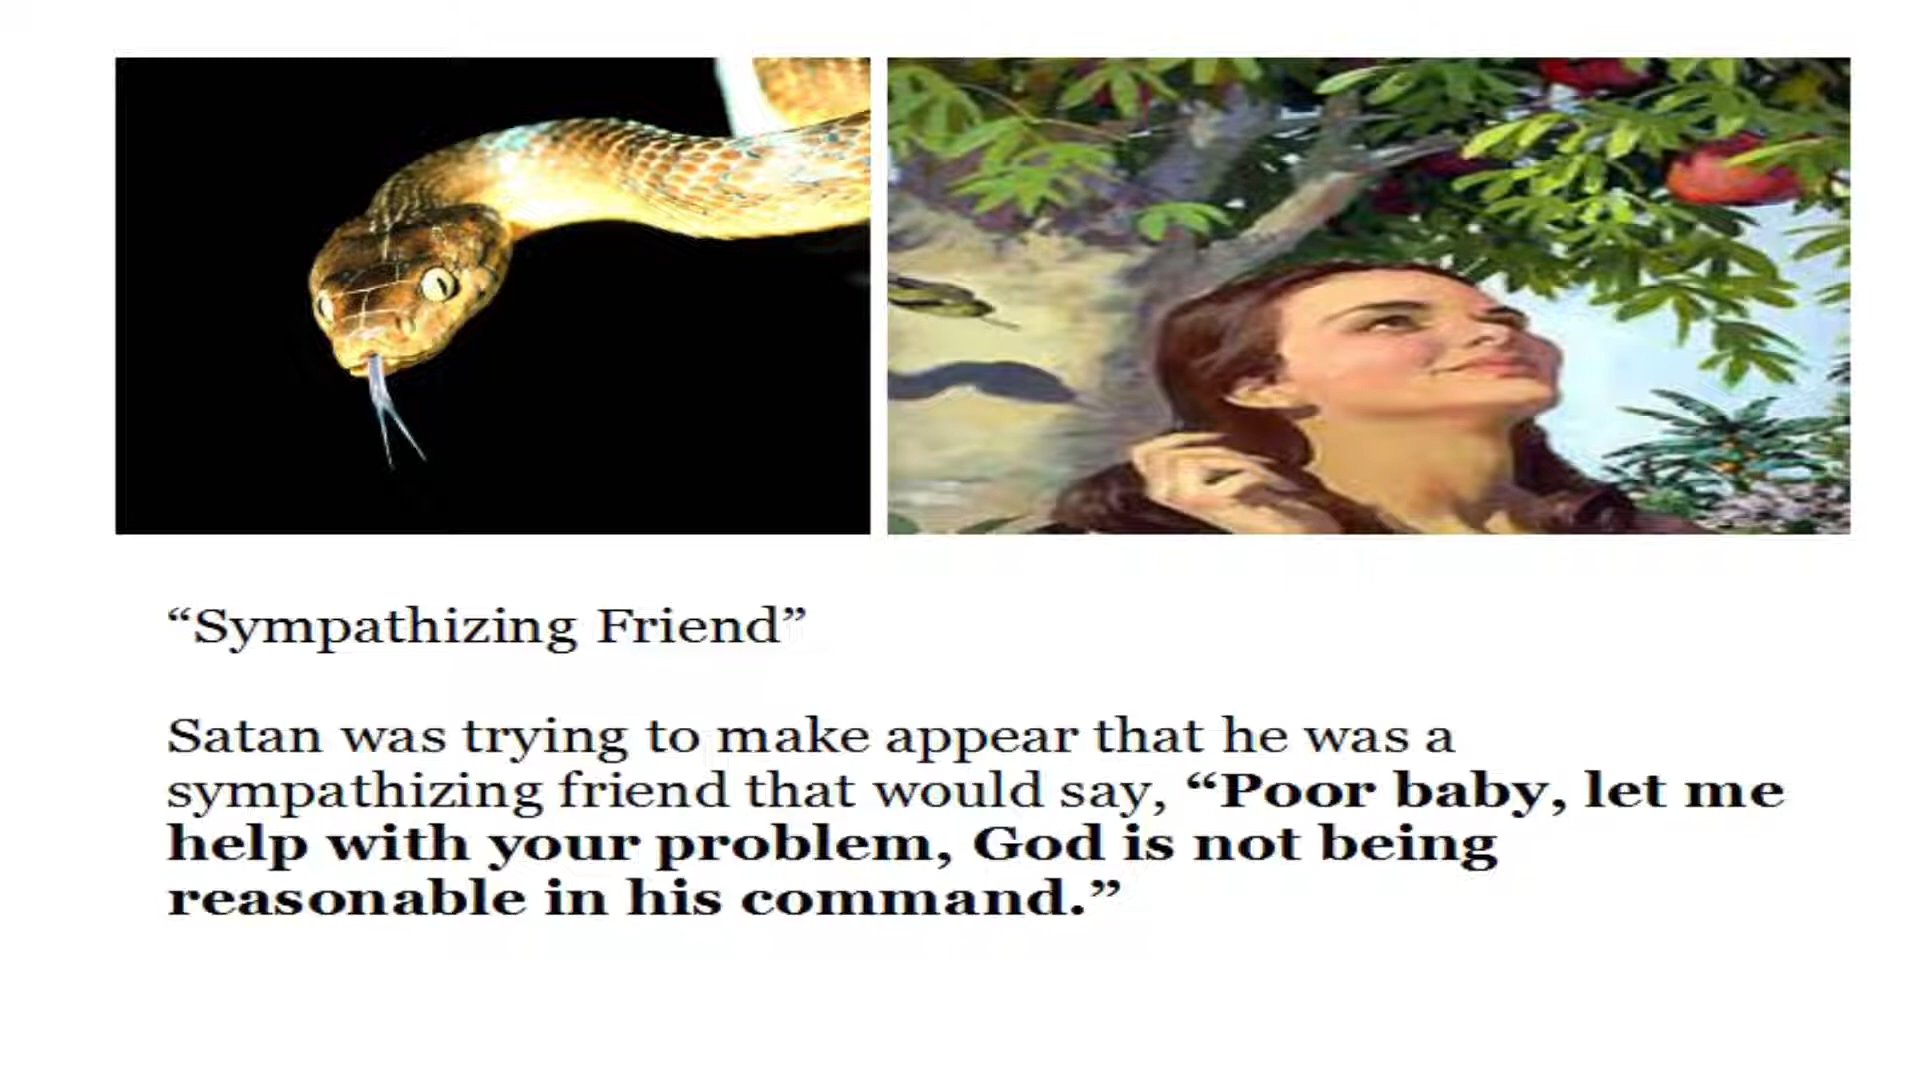 “Sympathizing Friend”
Satan was trying to make appear that he was a
sympathizing friend that would say, “Poor baby, let me
help with your problem, God is not being
reasonable in his command.”